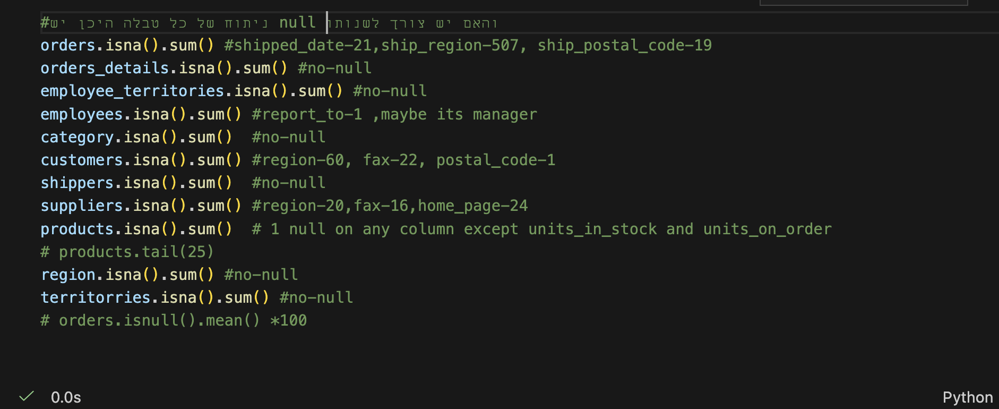 #ניתוח של כל טבלה היכן יש null והאם יש צורך לשנותו
orders.isna().sum() #shipped_date-21,ship_region-507, ship_postal_code-19
orders_details.isna().sum() #no-null
employee_territories.isna().sum() #no-null
employees.isna().sum() #report_to-1 ,maybe its manager
category.isna().sum()  #no-null
customers.isna().sum() #region-60, fax-22, postal_code-1
shippers.isna().sum()  #no-null
suppliers.isna().sum() #region-20,fax-16,home_page-24
products.isna().sum()  # 1 null on any column except units_in_stock and units_on_order
# products.tail(25)
region.isna().sum() #no-null
territorries.isna().sum() #no-null
# orders.isnull().mean() *100
0.0s
Python